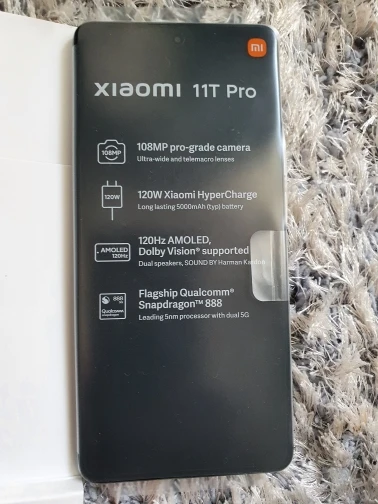 mi
xiaomi 11T Pro
108MP
108MP pro-grade camera
Ultra-wide and telemacro lenses
120W
120W Xiaomi HyperCharge
Long lasting 5000mAh (typ) battery
AMOLED
120Hz
120Hz AMOLED,
Dolby Vision® supported
Dual speakers, SOUND BY Harman Kardon
888
Qualcomm
snapdragon
Flagship Qualcomm®
Snapdragon™ 888
Leading 5nm processor with dual 5G